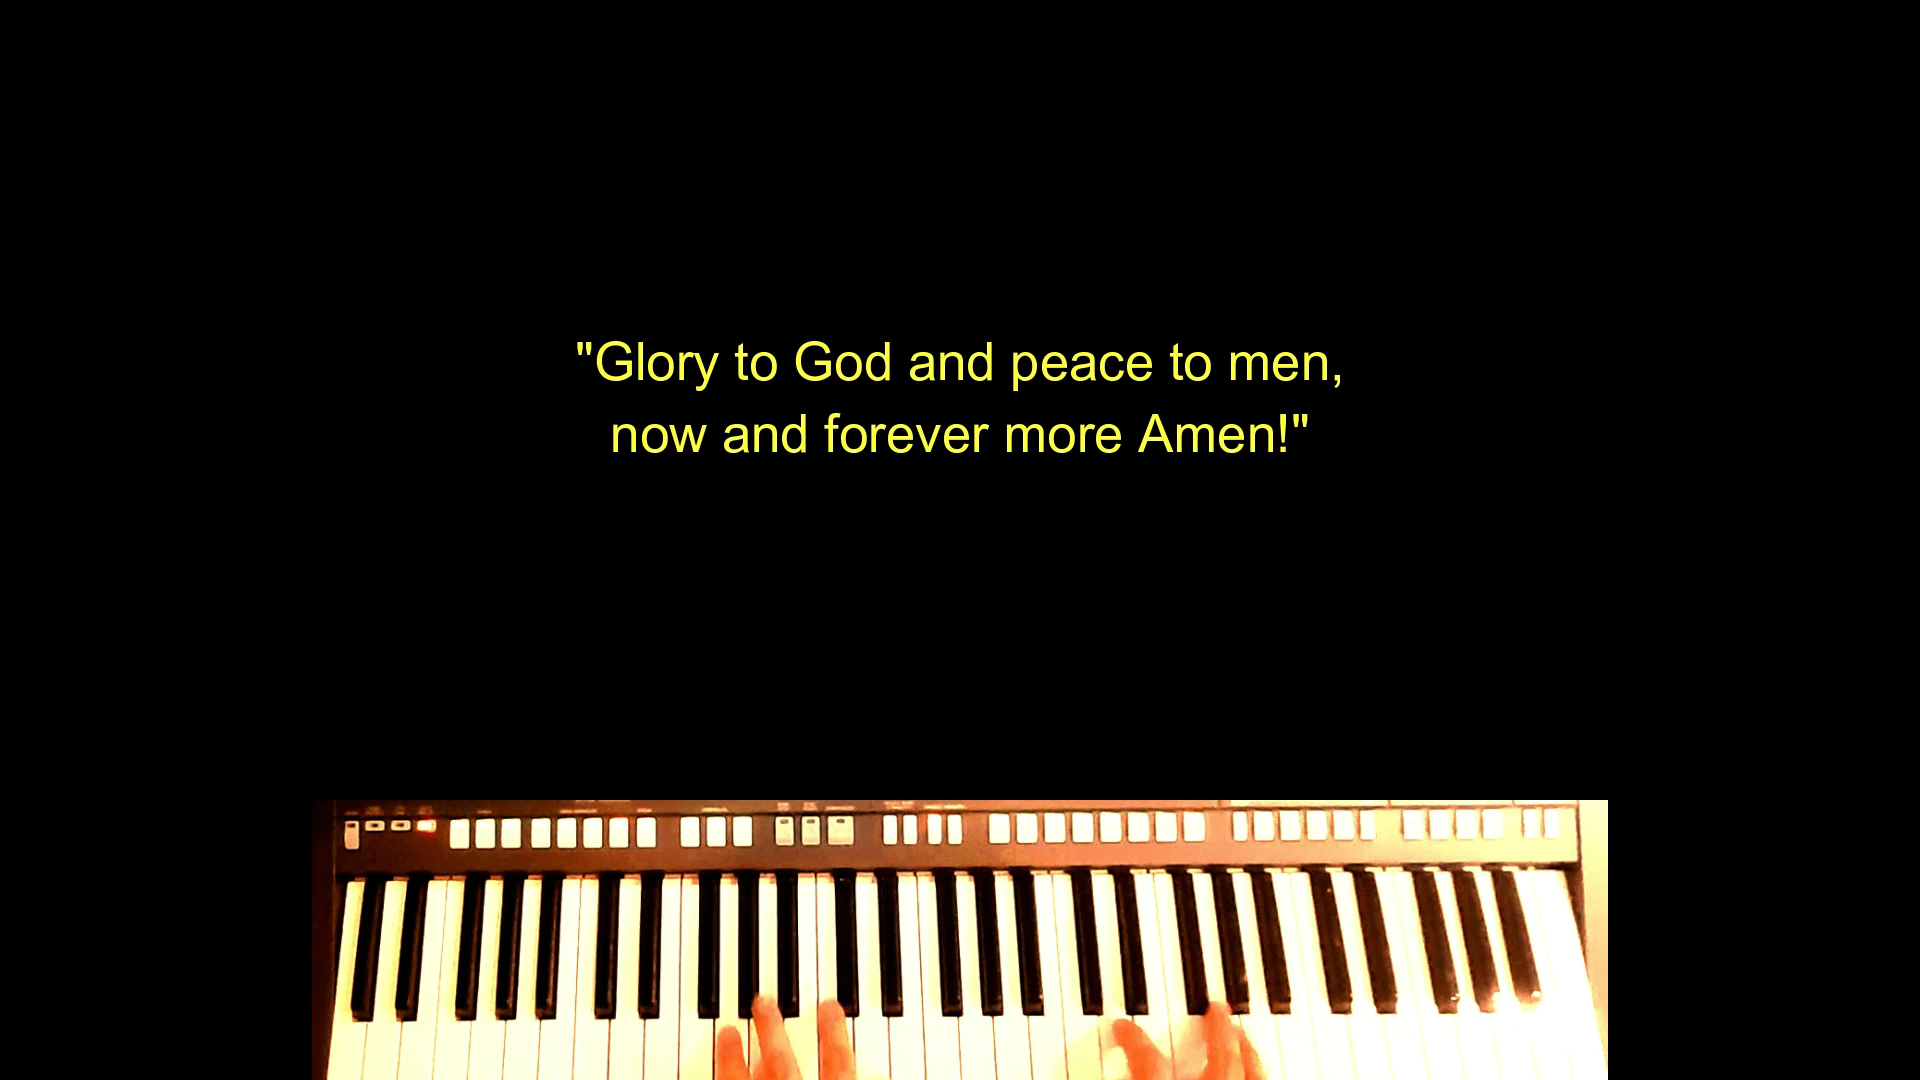 "Glory to God and peace to men,
now and forever more Amen!"